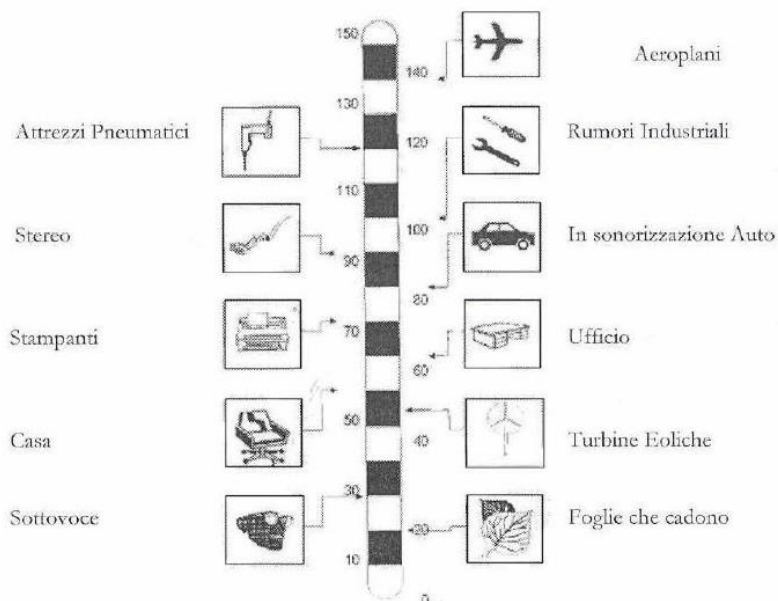 150
Aeroplani
140
130
Attrezzi Pneumatici
Rumori Industriali
120
110
100
Stereo
In sonorizzazione Auto
90
80
Stampanti
70
Ufficio
60
50
Casa
40
Turbine Eoliche
30
Sottovoce
Foglie che cadono
20
10
0